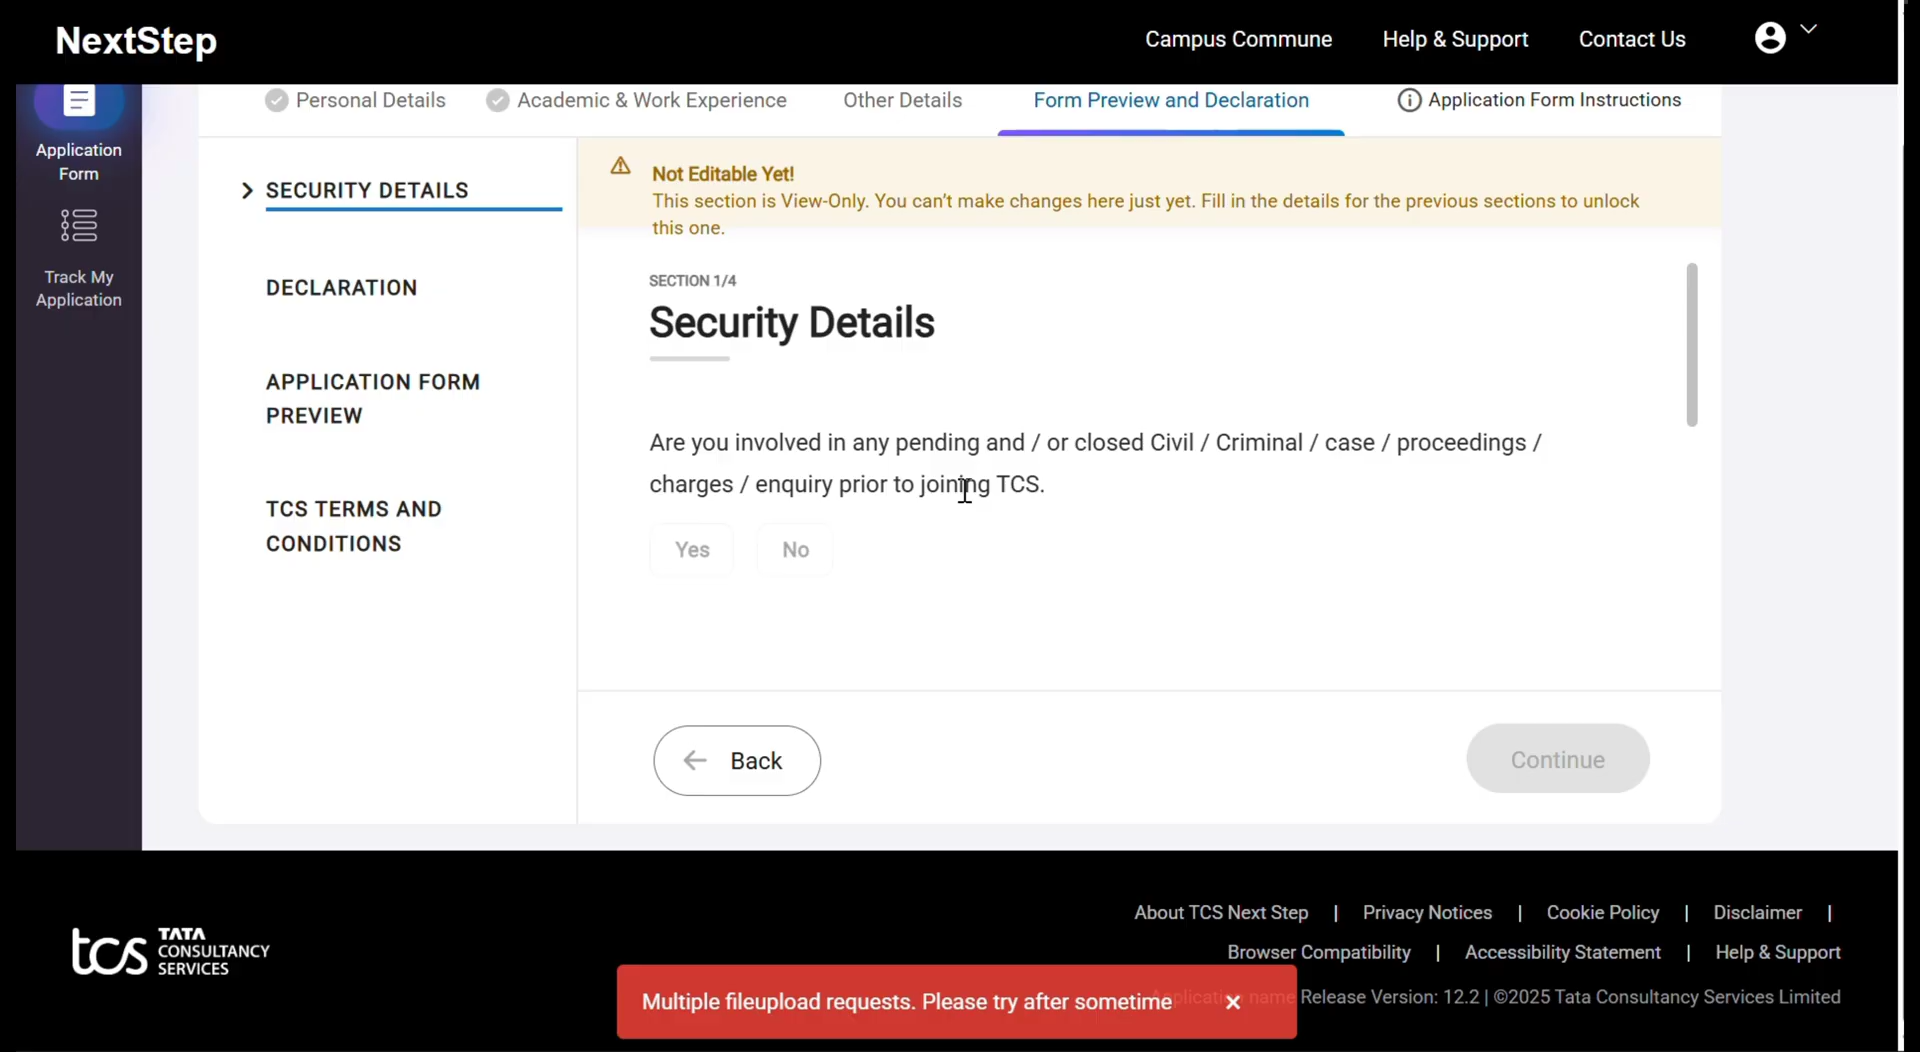 NextStep
Campus Commune
Help & Support
Contact Us
Application
Form
Track My
Application
Personal Details
Academic & Work Experience
Other Details
Form Preview and Declaration
Application Form Instructions
SECURITY DETAILS
DECLARATION
APPLICATION FORM
PREVIEW
TCS TERMS AND
CONDITIONS
Not Editable Yet!
This section is View-Only. You can't make changes here just yet. Fill in the details for the previous sections to unlock
this one.
SECTION 1/4
Security Details
Are you involved in any pending and / or closed Civil / Criminal / case / proceedings /
charges / enquiry prior to joining TCS.
Yes
No
Back
Continue
tcs TATA
CONSULTANCY
SERVICES
About TCS Next Step | Privacy Notices | Cookie Policy | Disclaimer |
Browser Compatibility | Accessibility Statement | Help & Support
Application name Release Version: 12.2 | ©2025 Tata Consultancy Services Limited
Multiple fileupload requests. Please try after sometime